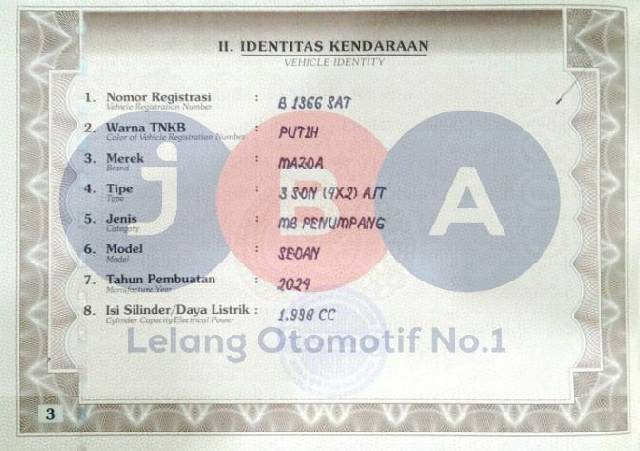 II. IDENTITAS KENDARAAN
VEHICLE IDENTITY
1. Nomor Registrasi : B 1366 SAT
Vehicle Registration Number
2. Warna TNKB : PUTIH
Color of Vehicle Registration Number
3. Merek : MAZDA
Brand
4. Tipe : 3 SDN (4X2) A/T
Type
5. Jenis : MB PENUMPANG
Category
6. Model : SEDAN
Model
7. Tahun Pembuatan : 2024
Manufacture Year
8. Isi Silinder/Daya Listrik : 1.998 CC
Cylinder Capacity/Electrical Power
JBA
Lelang Otomotif No.1
3